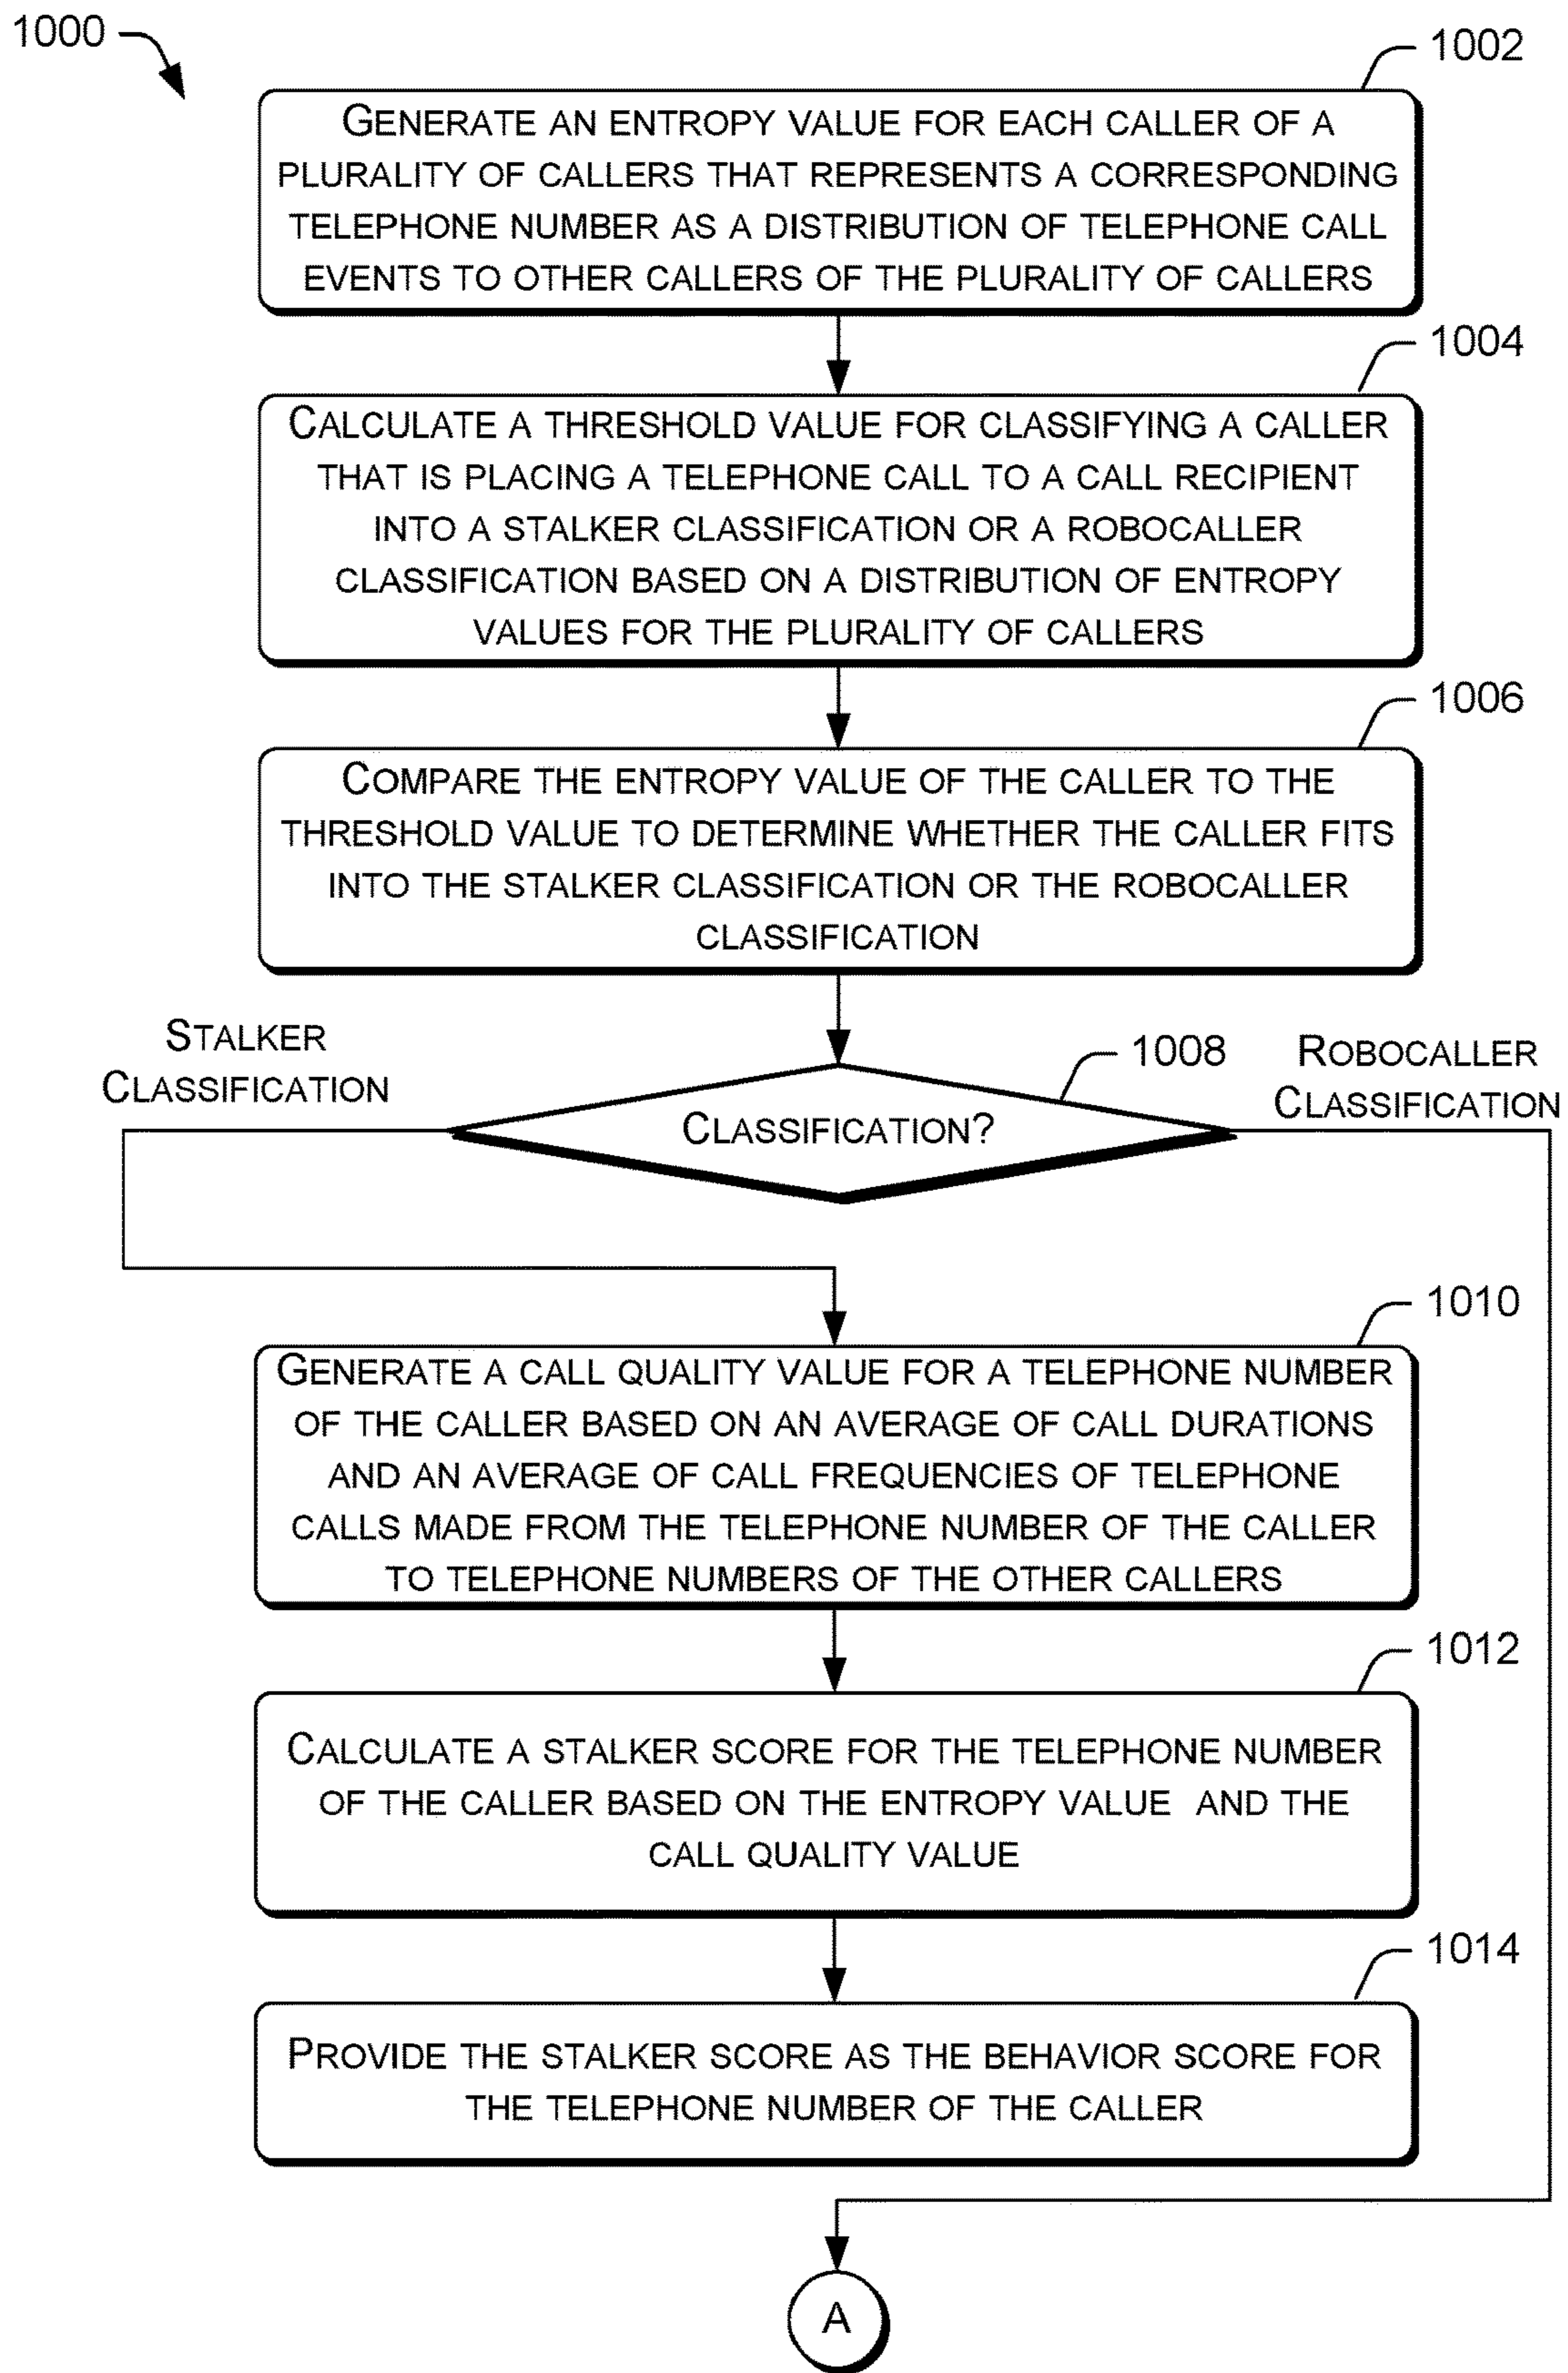 1000
1002
GENERATE AN ENTROPY VALUE FOR EACH CALLER OF A
PLURALITY OF CALLERS THAT REPRESENTS A CORRESPONDING
TELEPHONE NUMBER AS A DISTRIBUTION OF TELEPHONE CALL
EVENTS TO OTHER CALLERS OF THE PLURALITY OF CALLERS
1004
CALCULATE A THRESHOLD VALUE FOR CLASSIFYING A CALLER
THAT IS PLACING A TELEPHONE CALL TO A CALL RECIPIENT
INTO A STALKER CLASSIFICATION OR A ROBOCALLER
CLASSIFICATION BASED ON A DISTRIBUTION OF ENTROPY
VALUES FOR THE PLURALITY OF CALLERS
1006
COMPARE THE ENTROPY VALUE OF THE CALLER TO THE
THRESHOLD VALUE TO DETERMINE WHETHER THE CALLER FITS
INTO THE STALKER CLASSIFICATION OR THE ROBOCALLER
CLASSIFICATION
STALKER
CLASSIFICATION
1008
ROBOCALLER
CLASSIFICATION
CLASSIFICATION?
1010
GENERATE A CALL QUALITY VALUE FOR A TELEPHONE NUMBER
OF THE CALLER BASED ON AN AVERAGE OF CALL DURATIONS
AND AN AVERAGE OF CALL FREQUENCIES OF TELEPHONE
CALLS MADE FROM THE TELEPHONE NUMBER OF THE CALLER
TO TELEPHONE NUMBERS OF THE OTHER CALLERS
1012
CALCULATE A STALKER SCORE FOR THE TELEPHONE NUMBER
OF THE CALLER BASED ON THE ENTROPY VALUE AND THE
CALL QUALITY VALUE
1014
PROVIDE THE STALKER SCORE AS THE BEHAVIOR SCORE FOR
THE TELEPHONE NUMBER OF THE CALLER
A